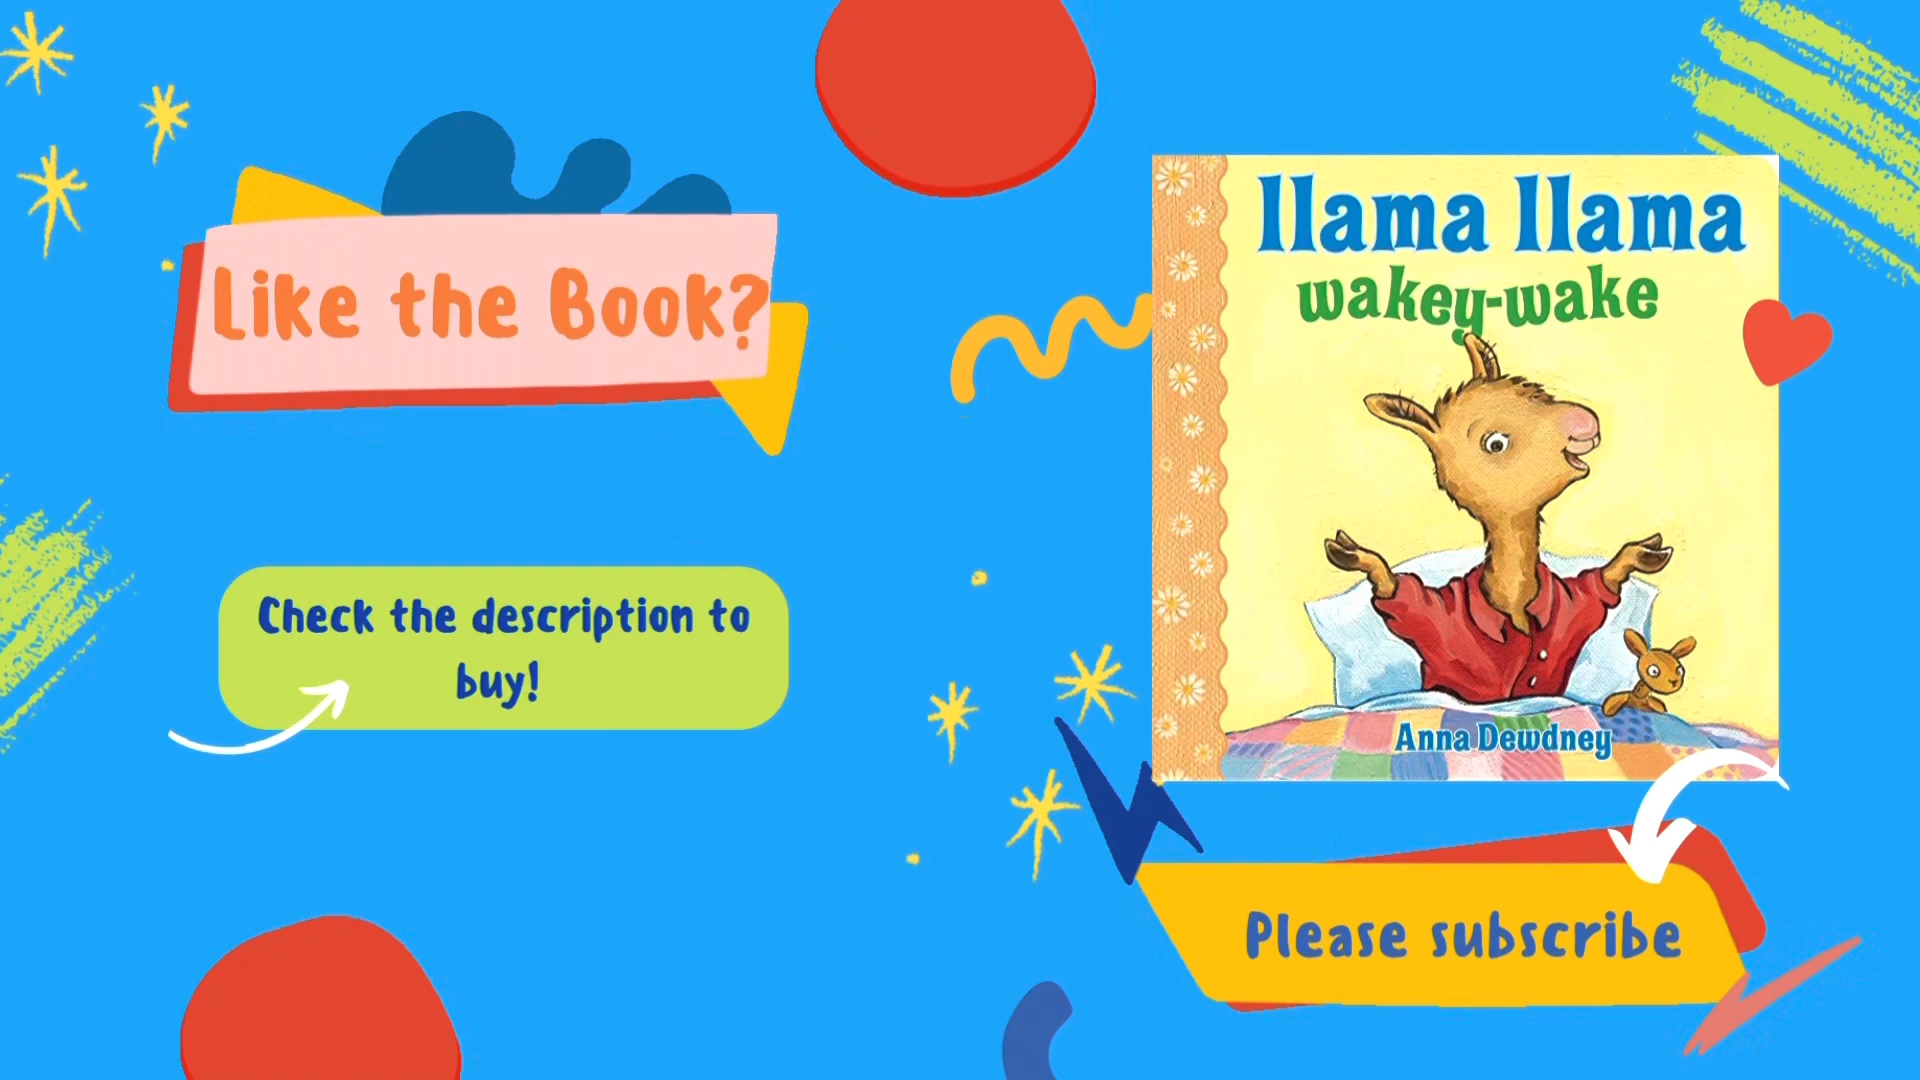 Like the Book?
Check the description to
buy!
llama llama
wakey-wake
Anna Dewdney
Please subscribe